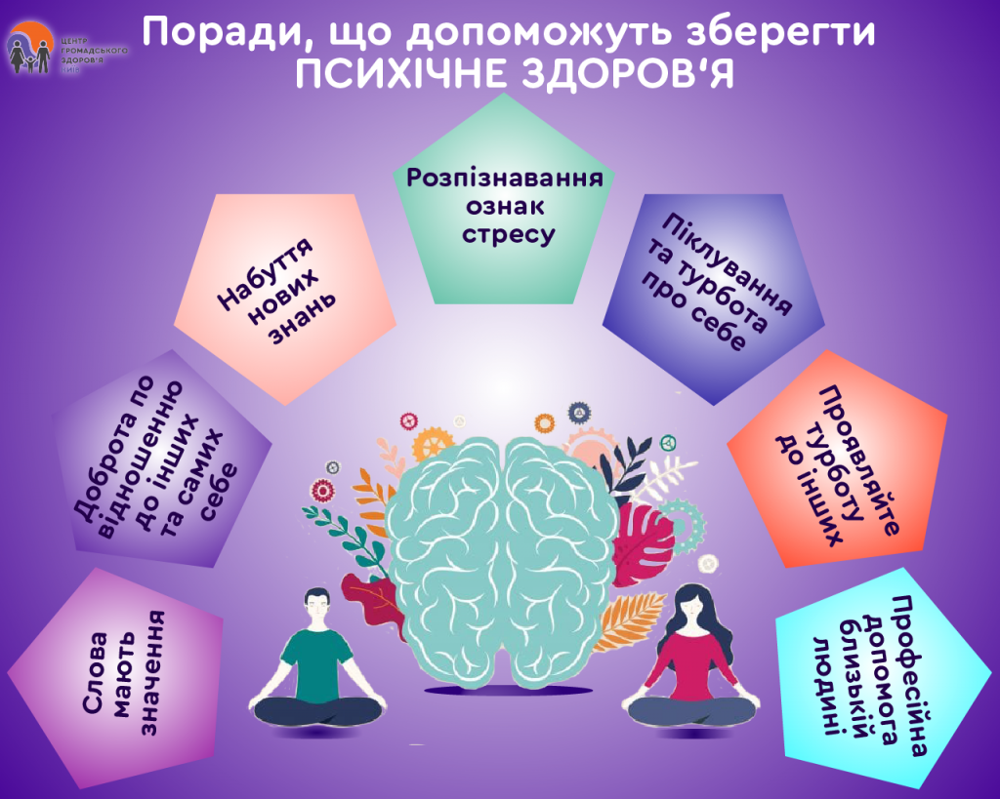 Поради, що допоможуть зберегти
ПСИХІЧНЕ ЗДОРОВ'Я
ЦЕНТР
ГРОМАДСЬКОГО
ЗДОРОВ'Я
Розпізнавання
ознак
стресу
Набуття
нових
знань
Піклування
та турбота
про себе
Доброта по
відношенню
до інших
та самих
себе
Проявляйте
турботу
до інших
Слова
мають
значення
Професійна
допомога
близькій
людині